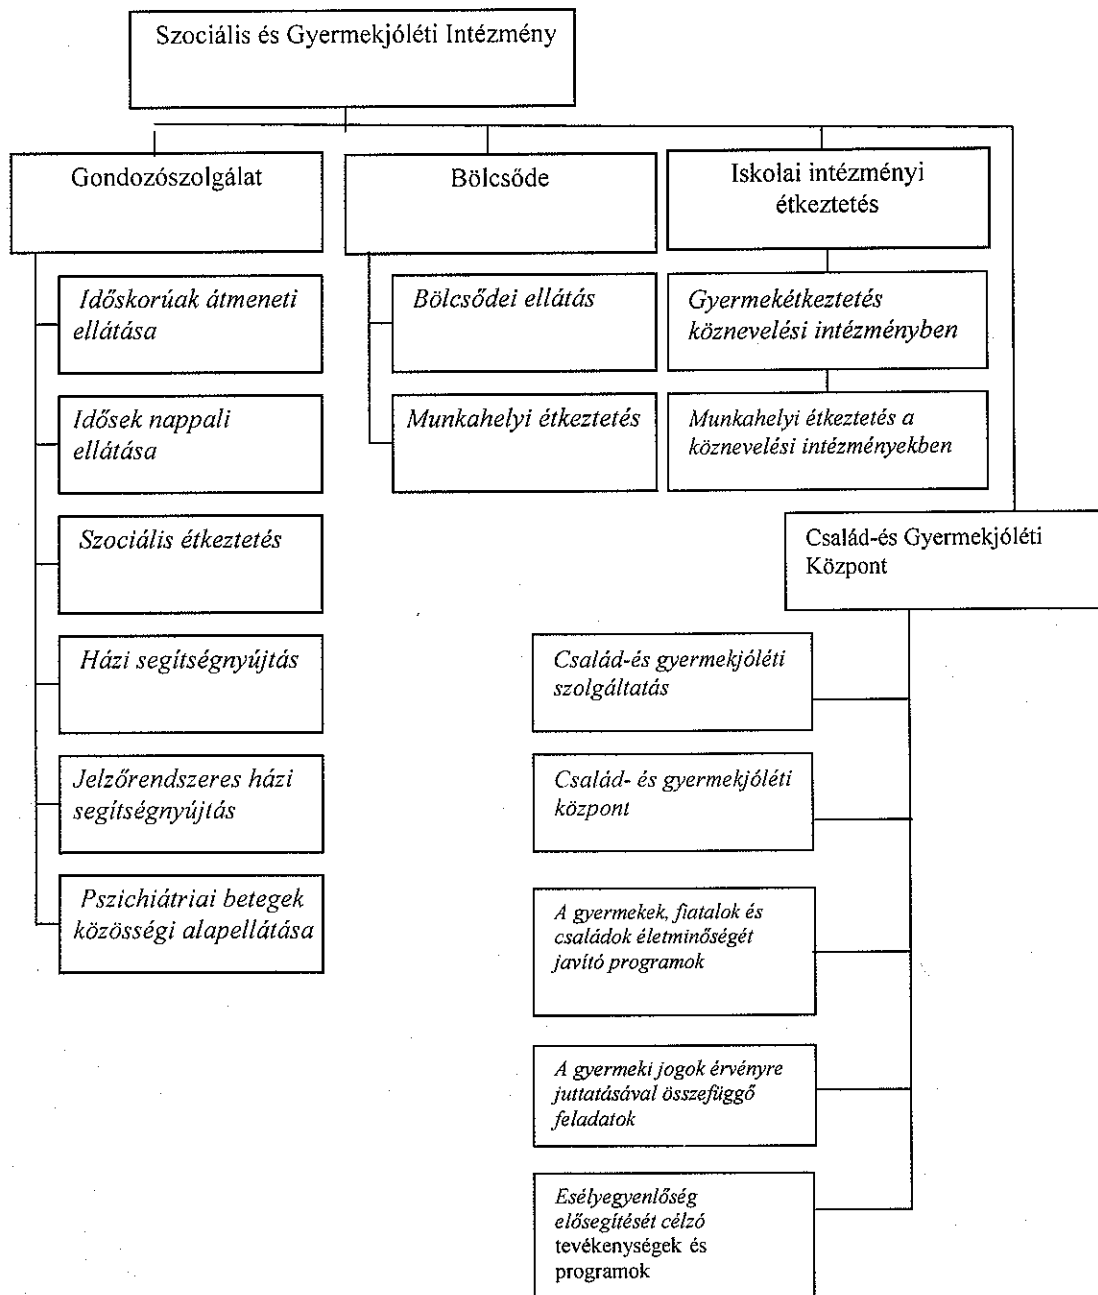 Szociális és Gyermekjóléti Intézmény
Gondozószolgálat
Bölcsőde
Iskolai intézményi
étkeztetés
Időskorúak átmeneti
ellátása
Idősek nappali
ellátása
Szociális étkeztetés
Házi segítségnyújtás
Jelzőrendszeres házi
segítségnyújtás
Pszichiátriai betegek
közösségi alapellátása
Bölcsődei ellátás
Munkahelyi étkeztetés
Gyermekétkeztetés
köznevelési intézményben
Munkahelyi étkeztetés a
köznevelési intézményekben
Család-és Gyermekjóléti
Központ
Család-és gyermekjóléti
szolgáltatás
Család- és gyermekjóléti
központ
A gyermekek, fiatalok és
családok életminőségét
javító programok
A gyermeki jogok érvényre
juttatásával összefüggő
feladatok
Esélyegyenlőség
elősegítését célzó
tevékenységek és
programok